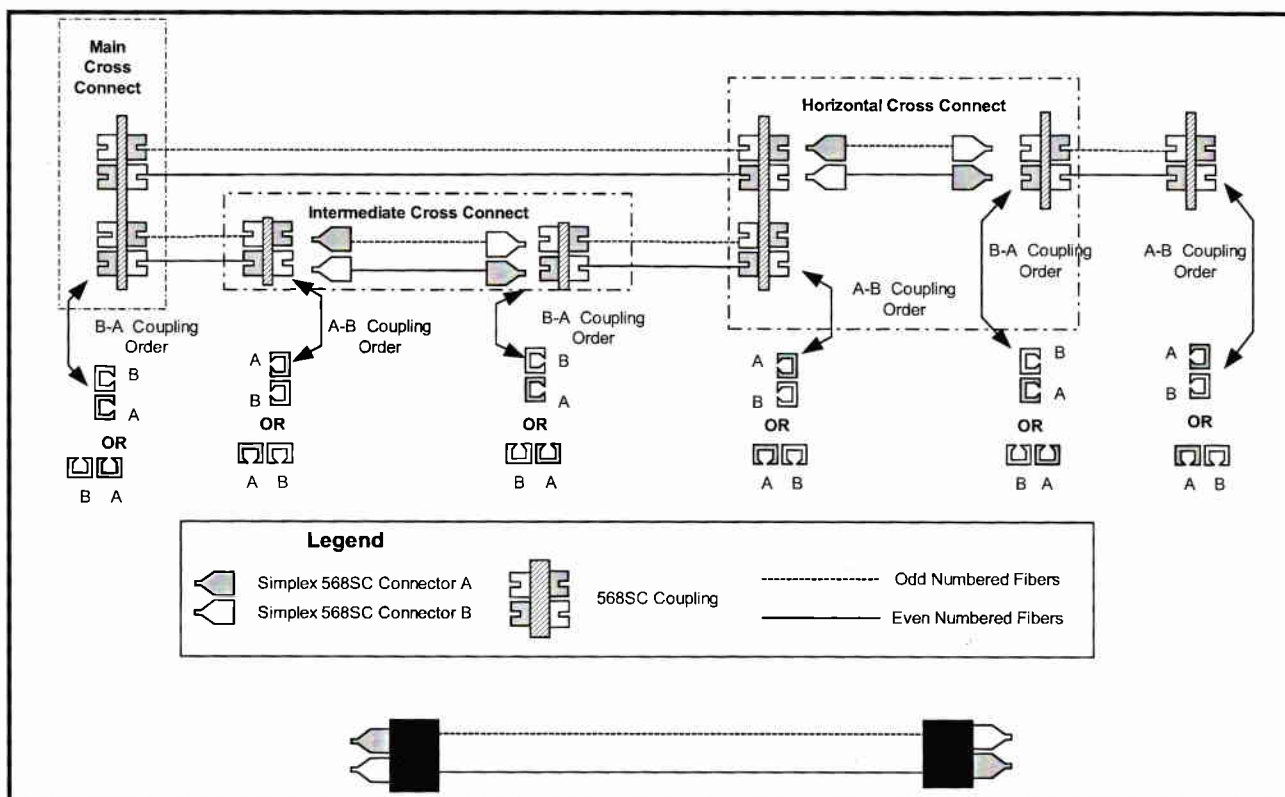 Main
Cross
Connect
Horizontal Cross Connect
Intermediate Cross Connect
B-A Coupling
Order
A-B Coupling
Order
B-A Coupling
Order
A-B Coupling
Order
B-A Coupling
Order
A-B Coupling
Order
B
A
OR
B A
A
B
OR
A B
B
A
OR
B A
A
B
OR
A B
B
A
OR
B A
A
B
OR
A B
Legend
Simplex 568SC Connector A
Simplex 568SC Connector B
568SC Coupling
Odd Numbered Fibers
Even Numbered Fibers